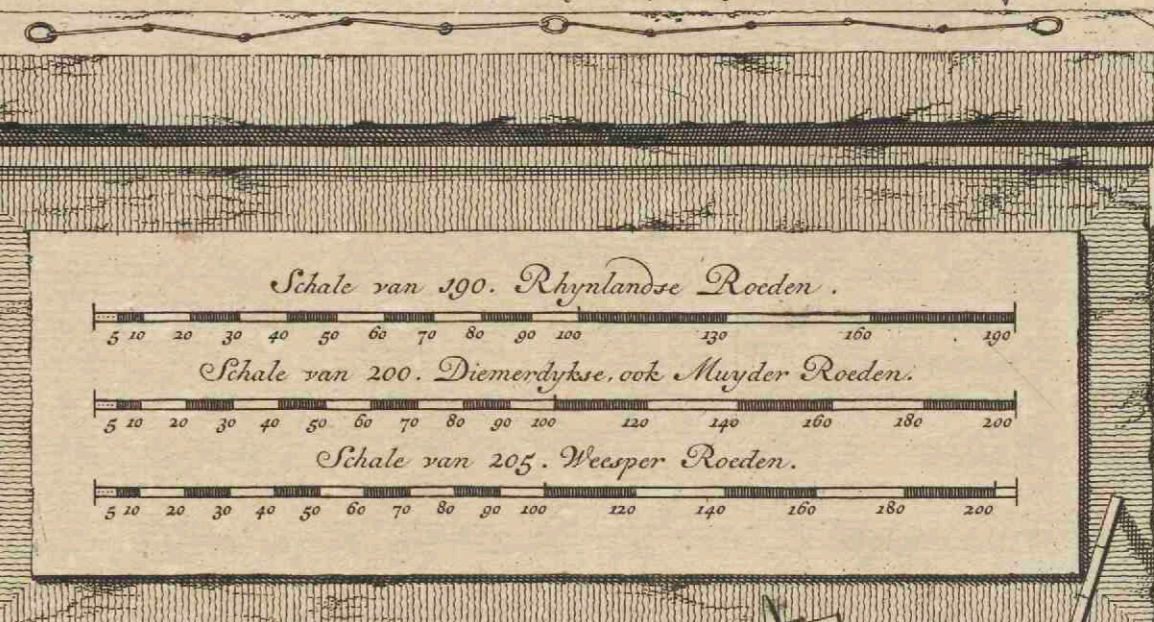 Schale van 190. Rhynlandse Roeden.
5 10 20 30 40 50 60 70 80 90 100 130 160 190
Schale van 200. Diemerdykse, ook Muyder Roeden.
5 10 20 30 40 50 60 70 80 90 100 120 140 160 180 200
Schale van 205. Weesper Roeden.
5 10 20 30 40 50 60 70 80 90 100 120 140 160 180 200